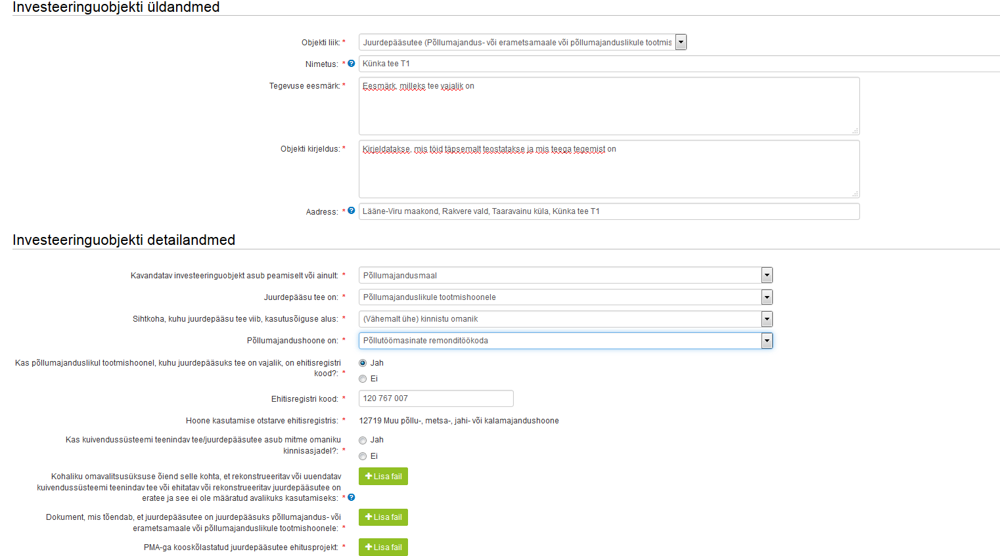 Investeeringuobjekti üldandmed
Objekti liik: * Juurdepääsutee (Põllumajandus- või erametsamaale või põllumajanduslikule tootmis
Nimetus: * Künka tee T1
Tegevuse eesmärk: * Eesmärk, milleks tee vajalik on
Objekti kirjeldus: * Kirjeldatakse, mis töid täpsemalt teostatakse ja mis teega tegemist on
Aadress: * Lääne-Viru maakond, Rakvere vald, Taaravainu küla, Künka tee T1
Investeeringuobjekti detailandmed
Kavandatav investeeringuobjekt asub peamiselt või ainult: * Põllumajandusmaal
Juurdepääsu tee on: * Põllumajanduslikule tootmishoonele
Sihtkoha, kuhu juurdepääsu tee viib, kasutusõiguse alus: * (Vähemalt ühe) kinnistu omanik
Põllumajandushoone on: * Põllutöömasinate remonditöökoda
Kas põllumajanduslikul tootmishoonel, kuhu juurdepääsuks tee on vajalik, on ehitisregistri
kood?: *
Jah
Ei
Ehitisregistri kood: * 120 767 007
Hoone kasutamise otstarve ehitisregistris: * 12719 Muu põllu-, metsa-, jahi- või kalamajandushoone
Kas kuivendussüsteemi teenindav tee/juurdepääsutee asub mitme omaniku
kinnisasjadel?: *
Jah
Ei
Kohaliku omavalitsusüksuse õiend selle kohta, et rekonstrueeritav või uuendatav
kuivendussüsteemi teenindav tee või ehitatav või rekonstrueeritav juurdepääsutee on
eratee ja see ei ole määratud avalikuks kasutamiseks: *
Lisa fail
Dokument, mis tõendab, et juurdepääsutee on juurdepääsuks põllumajandus- või
erametsamaale või põllumajanduslikule tootmishoonele: *
Lisa fail
PMA-ga kooskõlastatud juurdepääsutee ehitusprojekt: * Lisa fail